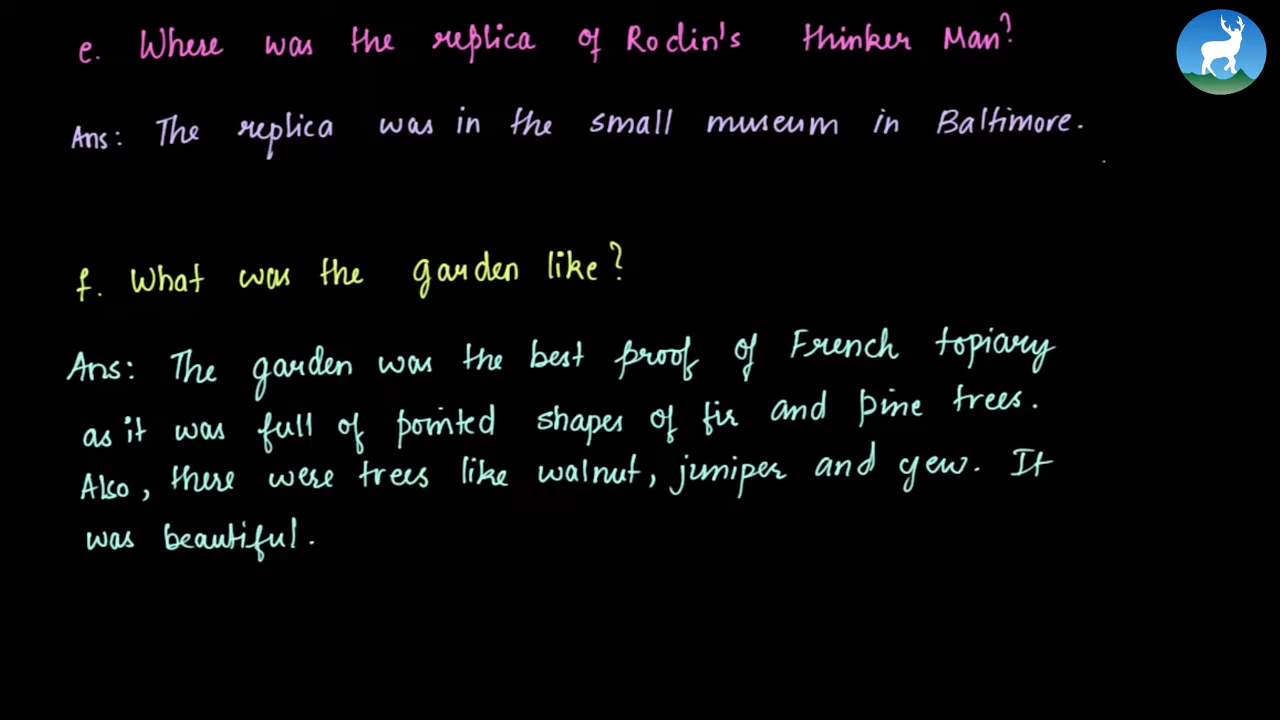 e. Where was the replica of Rodin's thinker Man?
Ans: The replica was in the small museum in Baltimore.
f. What was the garden like?
Ans: The garden was the best proof of French topiary
as it was full of pointed shapes of fir and pine trees.
Also, there were trees like walnut, juniper and yew. It
was beautiful.